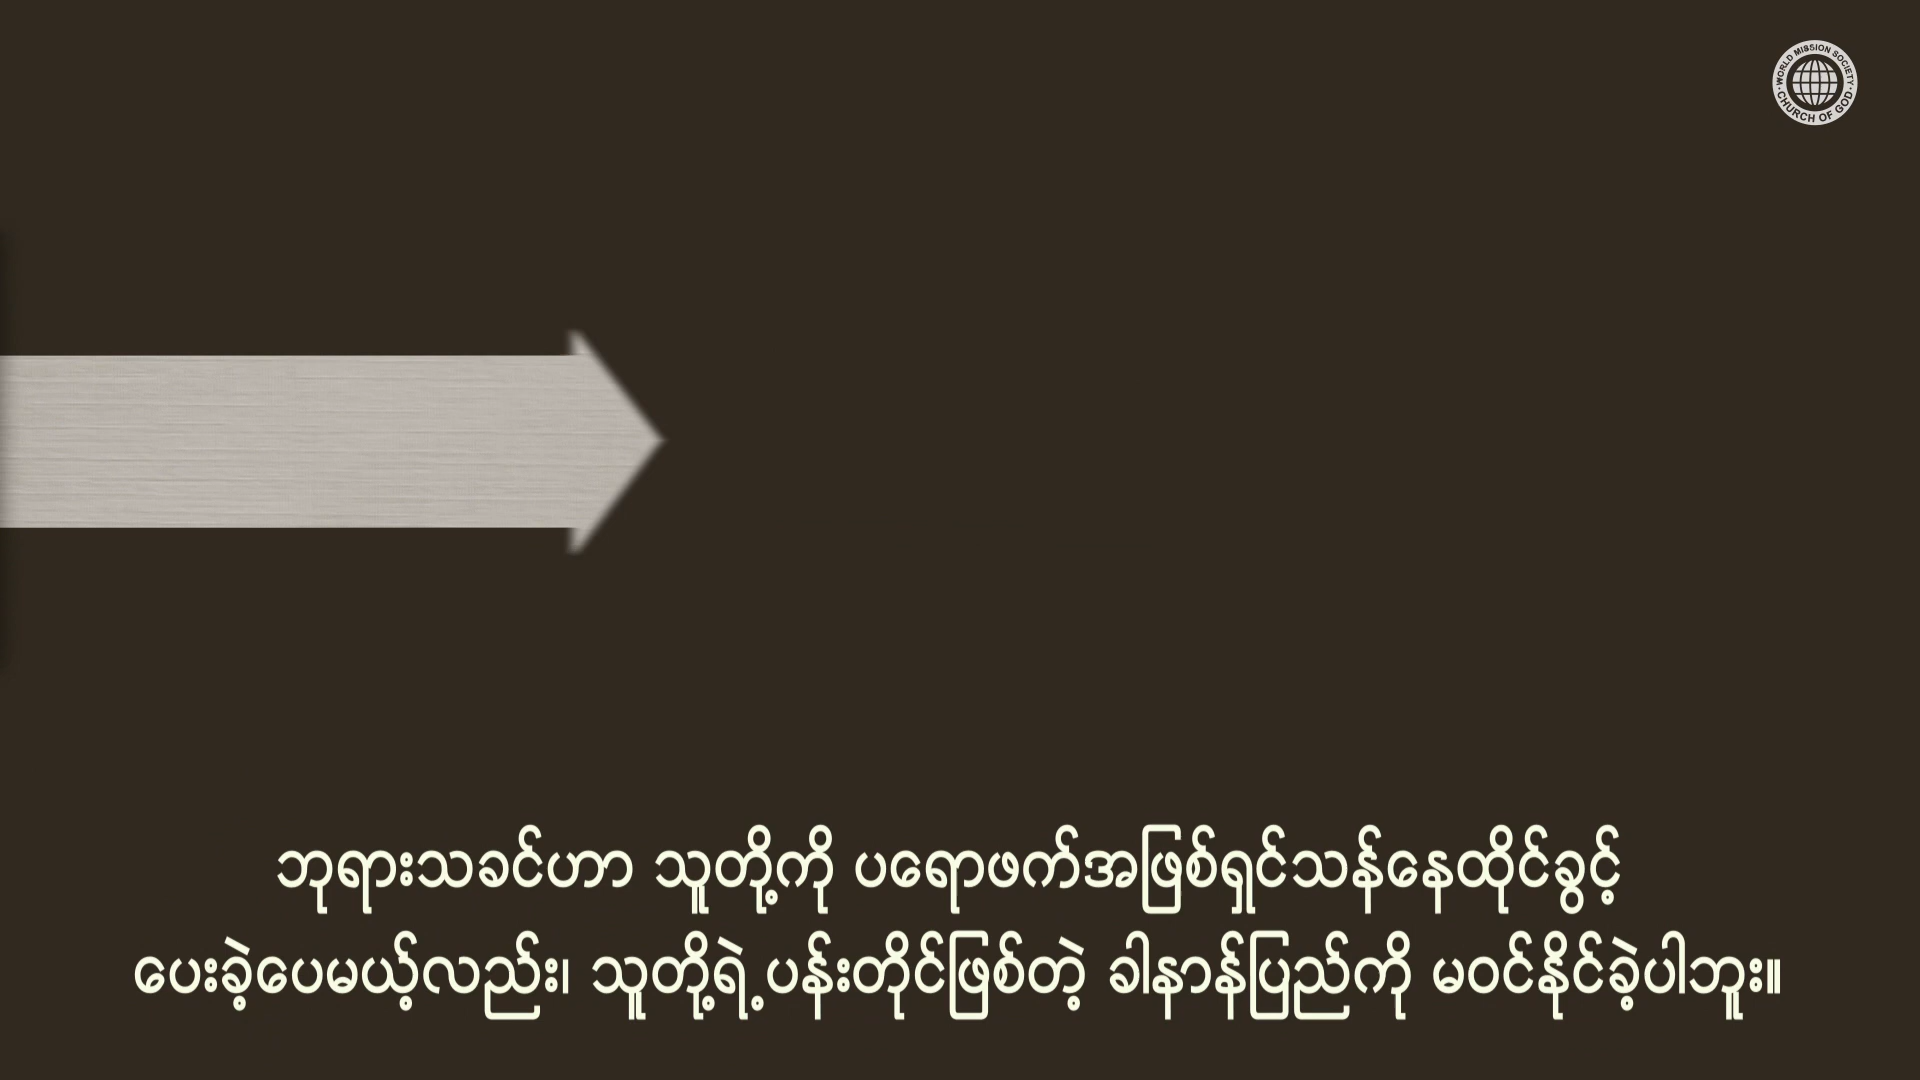 WORLD MISSION SOCIETY
CHURCH OF GOD
ဘုရားသခင်ဟာ သူတို့ကို ပရောဖက်အဖြစ်ရှင်သန်နေထိုင်ခွင့်
ပေးခဲ့ပေမယ့်လည်း၊ သူတို့ရဲ့ပန်းတိုင်ဖြစ်တဲ့ ခါနာန်ပြည်ကို မဝင်နိုင်ခဲ့ပါဘူး။